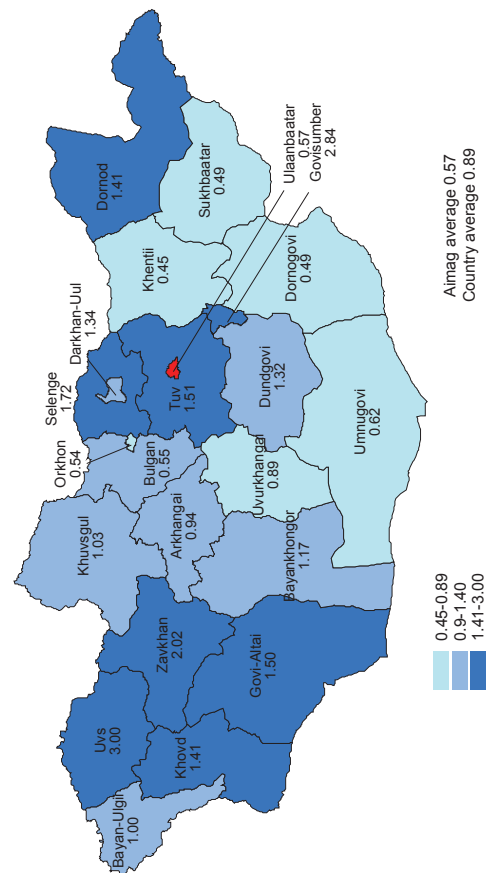 Bayan-Ulgii
1.00
Uvs
3.00
Khovd
1.41
Zavkhan
2.02
Govi-Altai
1.50
Khuvsgul
1.03
Arkhangai
0.94
Bayankhongor
1.17
Orkhon
0.54
Bulgan
0.55
Uvurkhangai
0.89
Selenge
1.72
Darkhan-Uul
1.34
Tuv
1.51
Dundgovi
1.32
Umnugovi
0.62
Khentii
0.45
Dornogovi
0.49
Dornod
1.41
Sukhbaatar
0.49
Ulaanbaatar
0.57
Govisumber
2.84
0.45-0.89
0.9-1.40
1.41-3.00
Aimag average 0.57
Country average 0.89